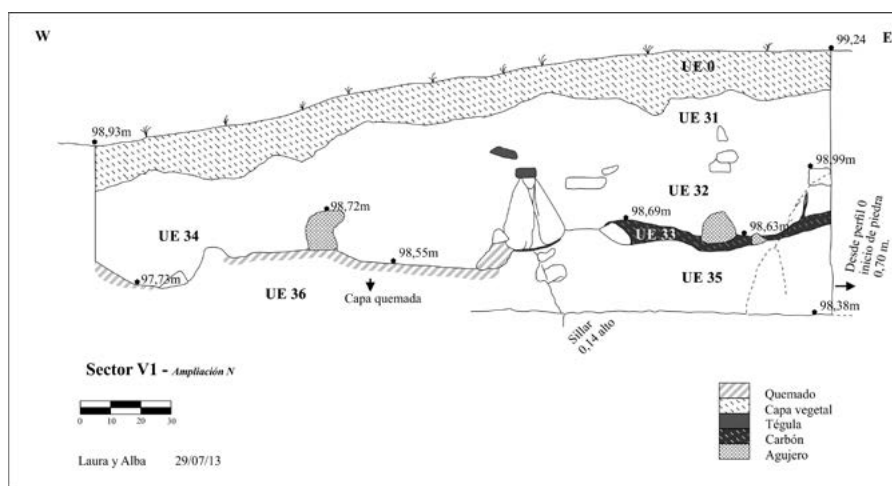 W
E
99,24
UE 0
98,93m
UE 31
98,99m
UE 32
98,72m
98,69m
UE 33
98,63m
UE 34
98,55m
97,73m
UE 35
UE 36
Capa quemada
98,38m
Sillar
0,14 alto
Desde perfil 0
inicio de piedra
0,70 m.
Sector V1 - Ampliación N
0 10 20 30
Laura y Alba 29/07/13
Quemado
Capa vegetal
Tégula
Carbón
Agujero